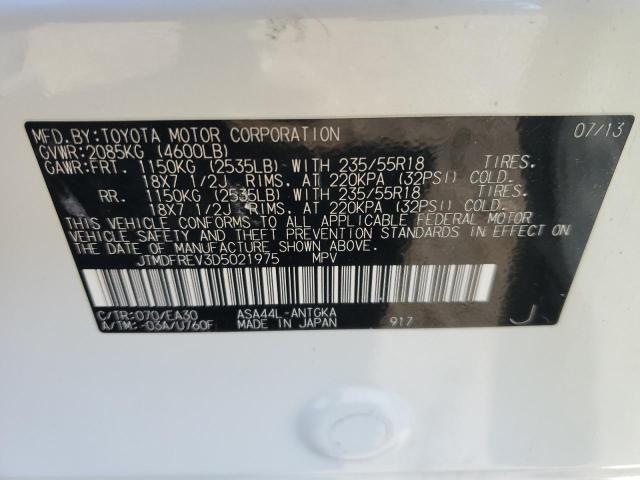 MFD.BY:TOYOTA MOTOR CORPORATION 07/13
GVWR:2085KG (4600LB)
GAWR:FRT. 1150KG (2535LB) WITH 235/55R18 TIRES.
18X7 1/2J RIMS. AT 220KPA (32PSI) COLD.
RR. 1150KG (2535LB) WITH 235/55R18 TIRES.
18X7 1/2J RIMS. AT 220KPA (32PSI) COLD.
THIS VEHICLE CONFORMS TO ALL APPLICABLE FEDERAL MOTOR
VEHICLE SAFETY AND THEFT PREVENTION STANDARDS IN EFFECT ON
THE DATE OF MANUFACTURE SHOWN ABOVE.
JTMDFREV3D5021975 MPV
C/TR:070/EA30 ASA44L-ANTGKA
A/TM:-03A/U760F MADE IN JAPAN 917 J